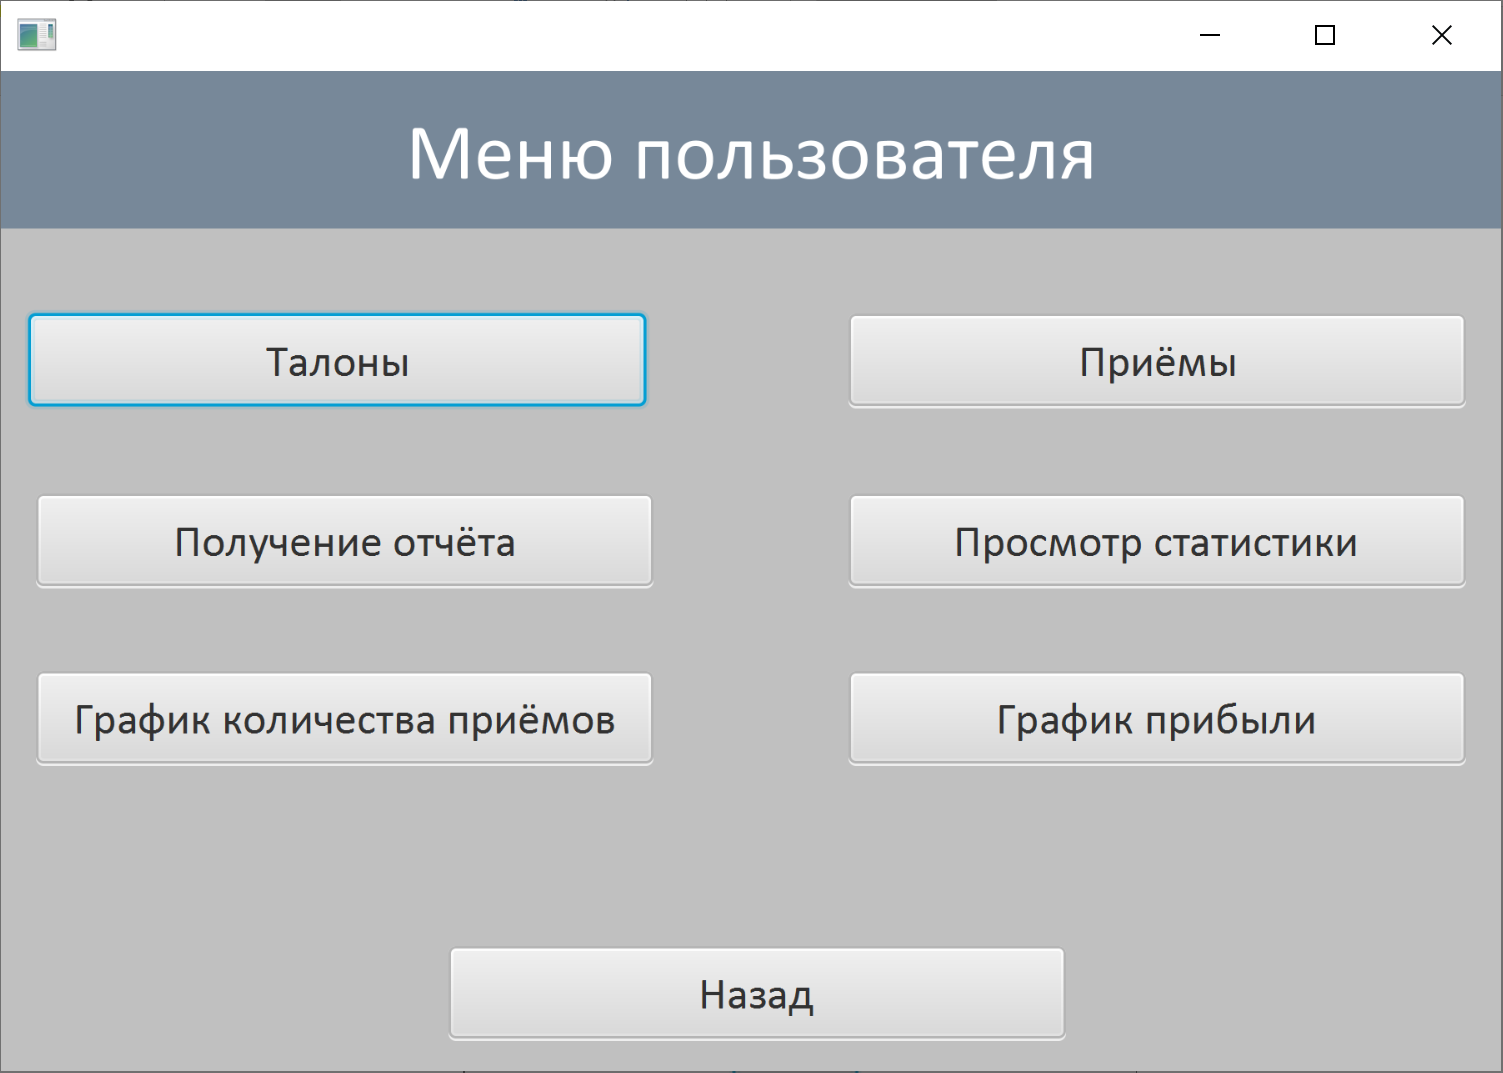 Меню пользователя
Талоны
Приёмы
Получение отчёта
Просмотр статистики
График количества приёмов
График прибыли
Назад